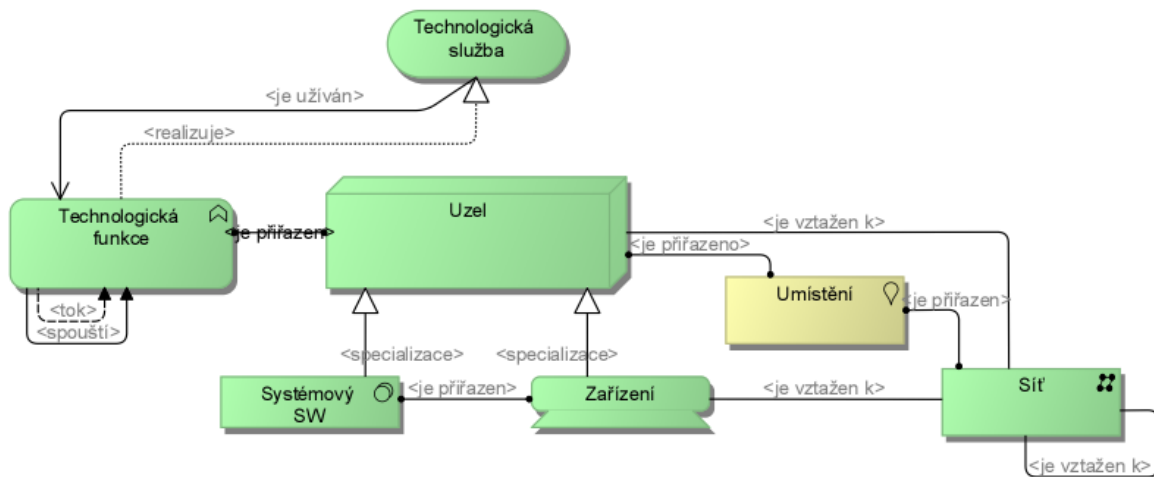 Technologická
služba
<je užíván>
<realizuje>
Technologická
funkce
<je přiřazen>
Uzel
<je vztažen k>
<je přiřazeno>
Umístění
<je přiřazen>
<tok>
<spouští>
<specializace>
<specializace>
Systémový
SW
<je přiřazen>
Zařízení
<je vztažen k>
Síť
<je vztažen k>